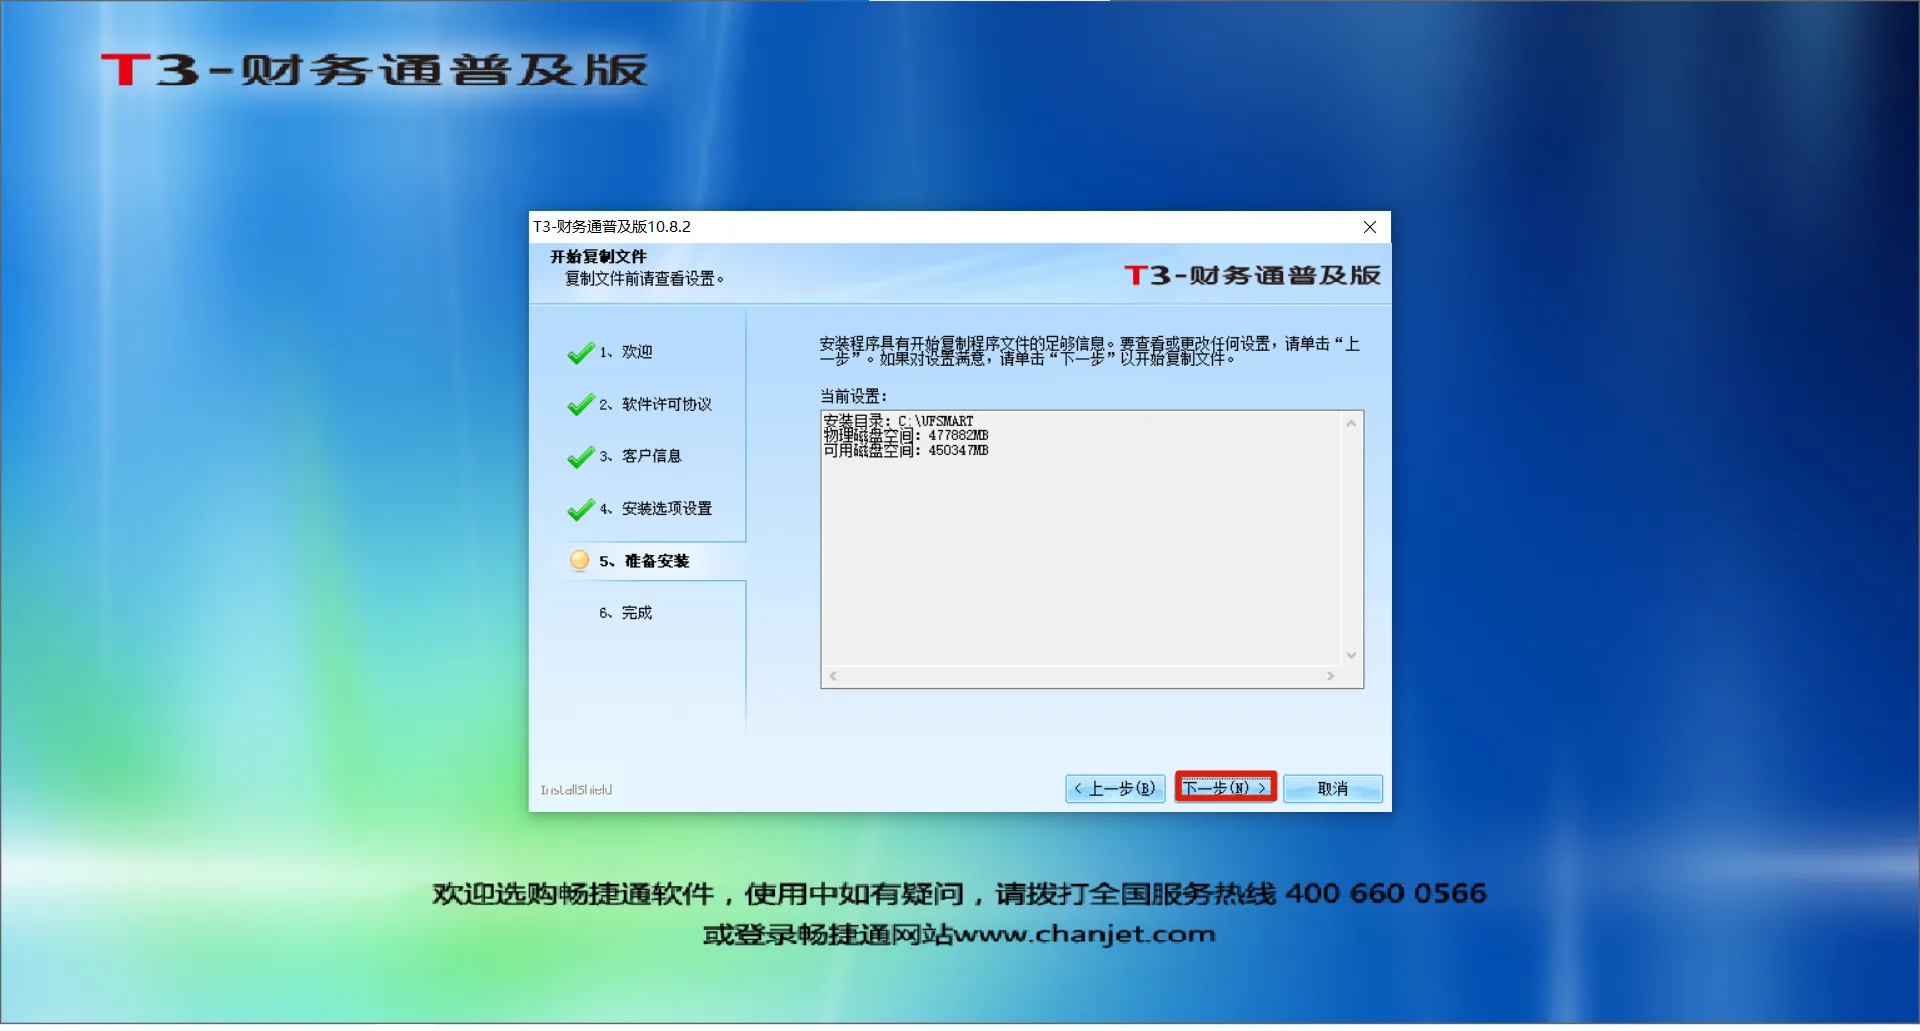 T3-财务通普及版
T3-财务通普及版10.8.2
开始复制文件
复制文件前请查看设置。
T3-财务通普及版
1、欢迎
2、软件许可协议
3、客户信息
4、安装选项设置
5、准备安装
6、完成
安装程序具有开始复制程序文件的足够信息。要查看或更改任何设置，请单击“上
一步”。如果对设置满意，请单击“下一步”以开始复制文件。
当前设置：
安装目录：C:\UFSMART
物理磁盘空间：477882MB
可用磁盘空间：450347MB
InstallShield
< 上一步(B)
下一步(N) >
取消
欢迎选购畅捷通软件，使用中如有疑问，请拨打全国服务热线 400 660 0566
或登录畅捷通网站www.chanjet.com